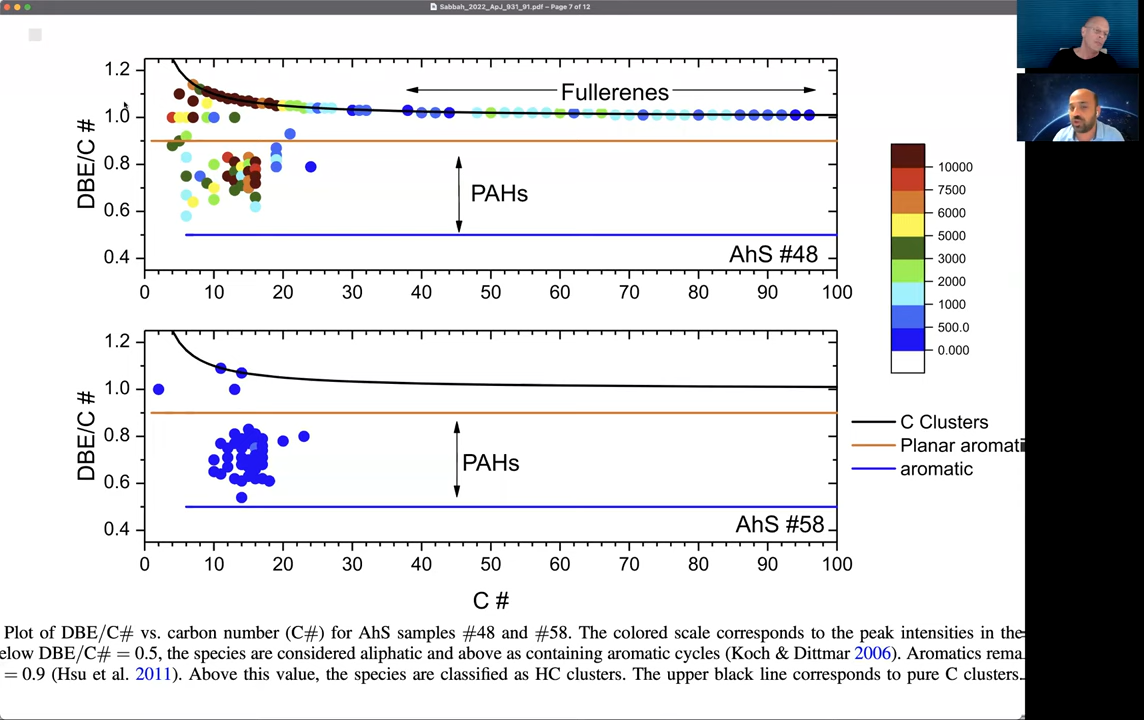 Sabbah_2022_ApJ_931_91.pdf – Page 7 of 12
1.2
1.0
0.8
0.6
0.4
DBE/C #
Fullerenes
PAHs
AhS #48
0 10 20 30 40 50 60 70 80 90 100
10000
7500
6000
5000
3000
2000
1000
500.0
0.000
1.2
1.0
0.8
0.6
0.4
DBE/C #
PAHs
AhS #58
0 10 20 30 40 50 60 70 80 90 100
C #
C Clusters
Planar aromati
aromatic
Plot of DBE/C# vs. carbon number (C#) for AhS samples #48 and #58. The colored scale corresponds to the peak intensities in the
elow DBE/C# = 0.5, the species are considered aliphatic and above as containing aromatic cycles (Koch & Dittmar 2006). Aromatics rema
= 0.9 (Hsu et al. 2011). Above this value, the species are classified as HC clusters. The upper black line corresponds to pure C clusters.